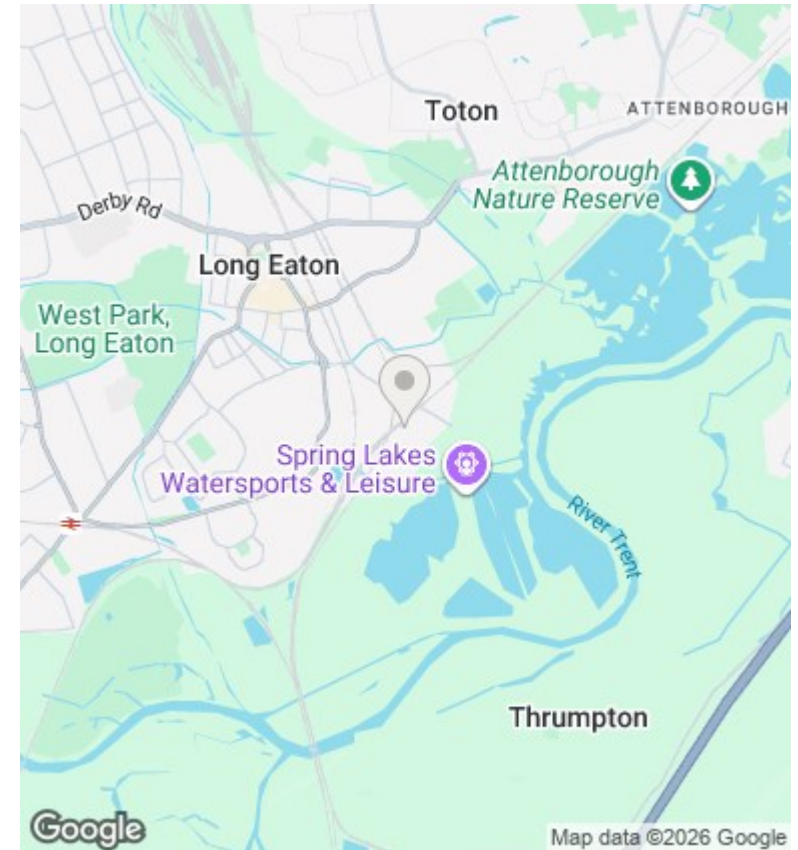 Toton
ATTENBOROUGH
Attenborough
Nature Reserve
Derby Rd
Long Eaton
West Park,
Long Eaton
Spring Lakes
Watersports & Leisure
River Trent
Thrumpton
Google
Map data ©2026 Google